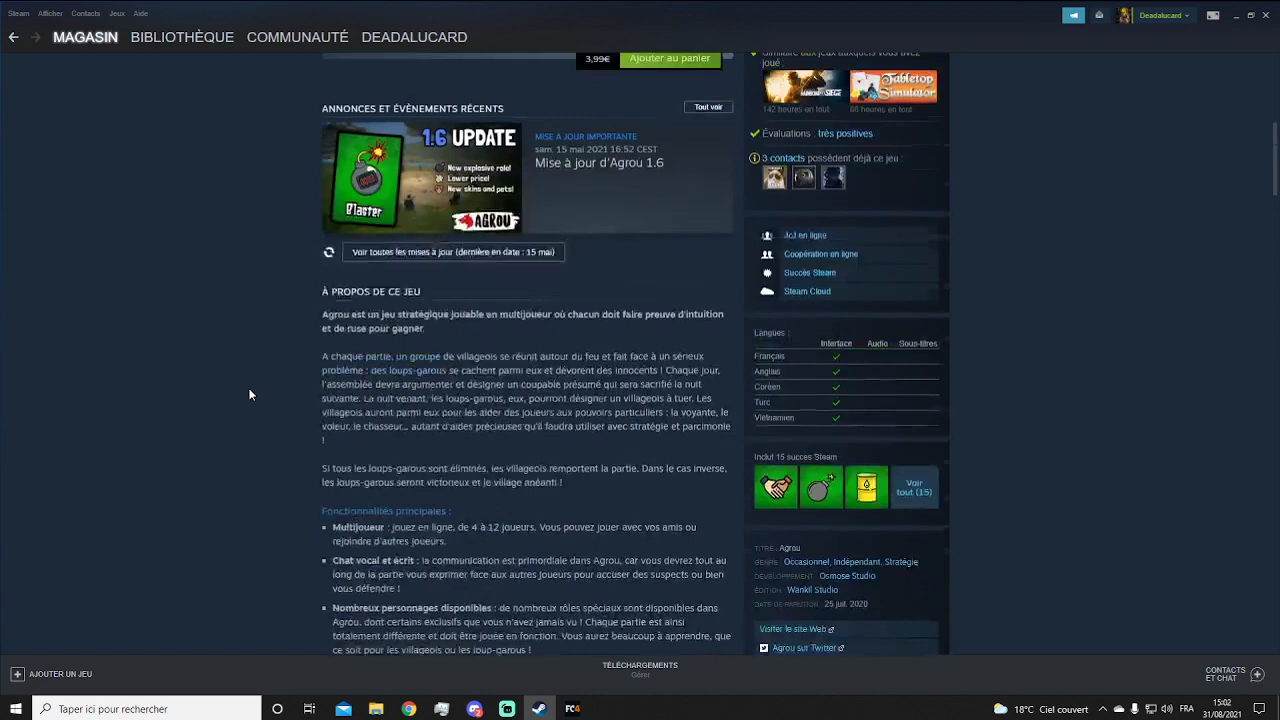 Steam Afficher Contacts Jeux Aide
Deadalucard
MAGASIN BIBLIOTHÈQUE COMMUNAUTÉ DEADALUCARD
3,99€ Ajouter au panier
ANNONCES ET ÉVÈNEMENTS RÉCENTS
Tout voir
1.6 UPDATE
New explosive role!
Lower price!
New skins and pets!
Blaster
AGROU
MISE À JOUR IMPORTANTE
sam. 15 mai 2021 16:52 CEST
Mise à jour d'Agrou 1.6
Voir toutes les mises à jour (dernière en date : 15 mai)
À PROPOS DE CE JEU
Agrou est un jeu stratégique jouable en multijoueur où chacun doit faire preuve d'intuition
et de ruse pour gagner.
A chaque partie, un groupe de villageois se réunit autour du feu et fait face à un sérieux
problème : des loups-garous se cachent parmi eux et dévorent des innocents ! Chaque jour,
l'assemblée devra argumenter et désigner un coupable présumé qui sera sacrifié la nuit
suivante. La nuit venant, les loups-garous, eux, pourront désigner un villageois à tuer. Les
villageois auront parmi eux pour les aider des joueurs aux pouvoirs particuliers : la voyante, le
voleur, le chasseur... autant d'aides précieuses qu'il faudra utiliser avec stratégie et parcimonie
!
Si tous les loups-garous sont éliminés, les villageois remportent la partie. Dans le cas inverse,
les loups-garous seront victorieux et le village anéanti !
Fonctionnalités principales :
Multijoueur : jouez en ligne, de 4 à 12 joueurs. Vous pouvez jouer avec vos amis ou
rejoindre d'autres joueurs.
Chat vocal et écrit : la communication est primordiale dans Agrou, car vous devrez tout au
long de la partie vous exprimer face aux autres joueurs pour accuser des suspects ou bien
vous défendre !
Nombreux personnages disponibles : de nombreux rôles spéciaux sont disponibles dans
Agrou, dont certains exclusifs que vous n'aviez jamais vu ! Chaque partie est ainsi
totalement différente et doit être jouée en fonction. Vous aurez beaucoup à apprendre, que
ce soit pour les villageois ou les loup-garous !
Similaire aux jeux auxquels vous avez
joué :
Tabletop
Simulator
142 heures en tout
86 heures en tout
Évaluations : très positives
3 contacts possèdent déjà ce jeu :
JcJ en ligne
Coopération en ligne
Succès Steam
Steam Cloud
Langues :
Interface Audio Sous-titres
Français
Anglais
Coréen
Turc
Viêtnamien
Inclut 15 succès Steam
Voir
tout (15)
TITRE : Agrou
GENRE : Occasionnel, Indépendant, Stratégie
DÉVELOPPEMENT : Osmose Studio
ÉDITION : Wankil Studio
DATE DE PARUTION : 25 juil. 2020
Visiter le site Web
Agrou sur Twitter
AJOUTER UN JEU
TÉLÉCHARGEMENTS
Gérer
CONTACTS
ET CHAT
Taper ici pour rechercher
FC4
18°C Ciel couvert
FRA
15:02
31/08/2021